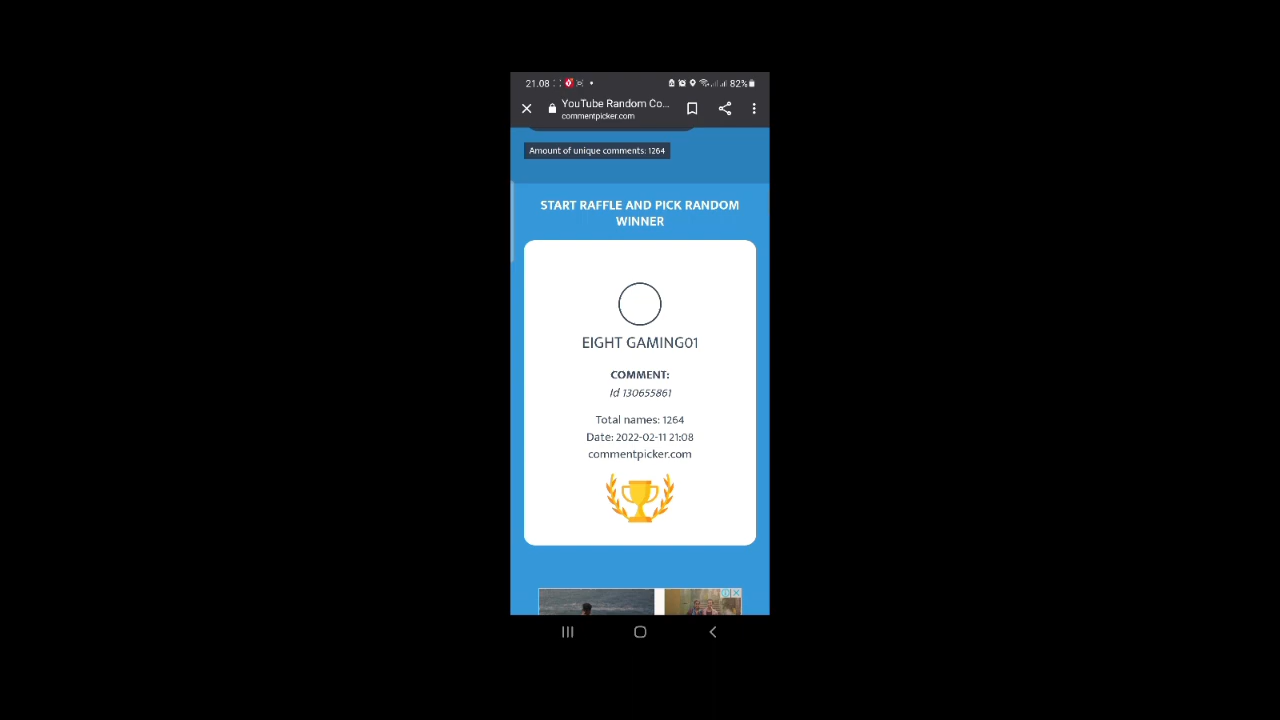 21.08
82%
YouTube Random Co...
commentpicker.com
Amount of unique comments: 1264
START RAFFLE AND PICK RANDOM
WINNER
EIGHT GAMING01
COMMENT:
Id 130655861
Total names: 1264
Date: 2022-02-11 21:08
commentpicker.com